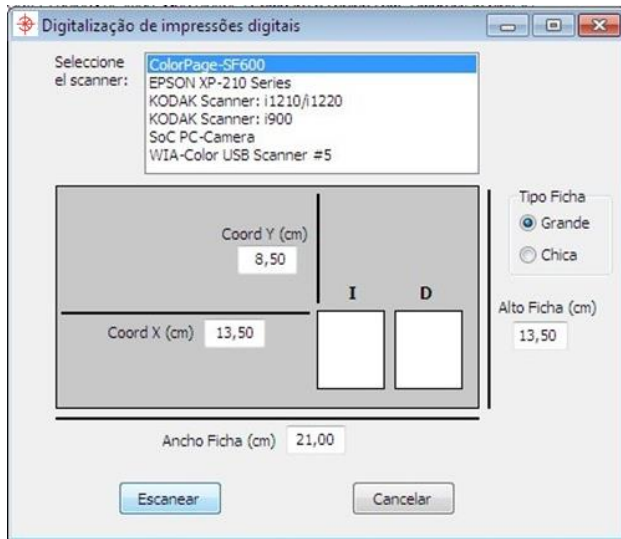 Digitalização de impressões digitais
Seleccione
el scanner:
ColorPage-SF600
EPSON XP-210 Series
KODAK Scanner: i1210/i1220
KODAK Scanner: i900
SoC PC-Camera
WIA-Color USB Scanner #5
Tipo Ficha
Grande
Chica
Coord Y (cm)
8,50
I D
Alto Ficha (cm)
13,50
Coord X (cm) 13,50
Ancho Ficha (cm) 21,00
Escanear Cancelar